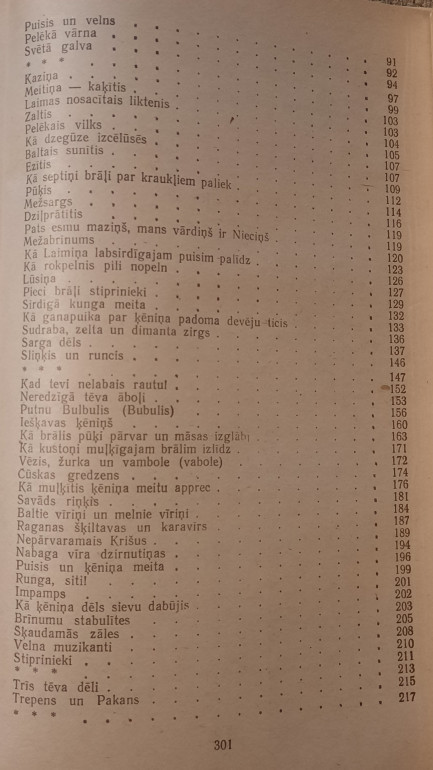 Puisis un velns 91
Pelēkā vārna 92
Svētā galva 94
* * * 97
Kaziņa 99
Meitiņa — kaķītis 103
Laimas nosacītais liktenis 103
Zaltis 104
Pelēkais vilks 105
Kā dzegūze izcēlusēs 107
Baltais sunītis 107
Ezītis 109
Kā septiņi brāļi par kraukļiem paliek 112
Pūķis 114
Mežsargs 116
Dziļprātītis 119
Pats esmu maziņš, mans vārdiņš ir Nieciņš 119
Mežabrīnums 120
Kā Laimiņa labsirdīgajam puisim palīdz 123
Kā rokpelnis pili nopeln 126
Lūsiņa 127
Pieci brāļi stiprinieki 129
Sirdīgā kunga meita 132
Kā ganapuika par ķēniņa padoma devēju ticis 133
Sudraba, zelta un dimanta zirgs 136
Sarga dēls 137
Sliņķis un runcis 146
* * * 147
Kad tevi nelabais rautu! 152
Neredzīgā tēva āboļi 153
Putnu Bulbulis (Bubulis) 156
Iešķavas ķēniņš 160
Kā brālis pūķi pārvar un māsas izglābj 163
Kā kustoņi muļķīgajam brālim izlīdz 171
Vēzis, žurka un vambole (vabole) 172
Čūskas gredzens 174
Kā muļķītis ķēniņa meitu apprec 176
Savāds riņķis 181
Baltie vīriņi un melnie vīriņi 184
Raganas šķiltavas un karavīrs 187
Nepārvaramais Krišus 189
Nabaga vīra dzirnutiņas 194
Puisis un ķēniņa meita 196
Runga, siti! 199
Impamps 201
Kā ķēniņa dēls sievu dabūjis 202
Brīnumu stabulītes 203
Skaudamās zāles 205
Velna muzikanti 208
Stiprinieki 210
* * * 211
Trīs tēva dēli 213
Trepens un Pakans 215
* * * 217
301